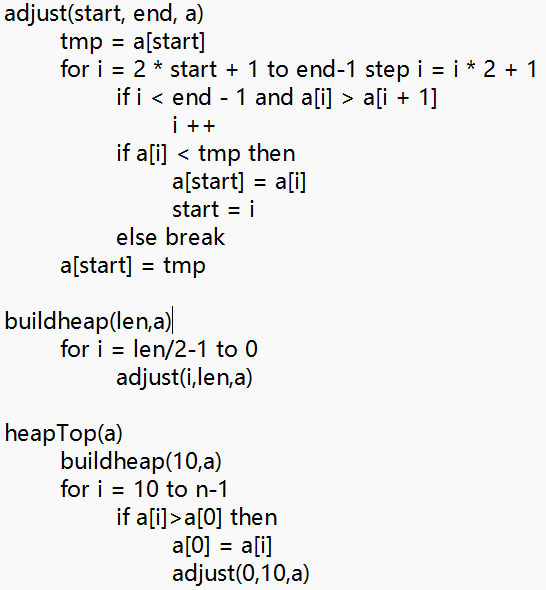 adjust(start, end, a)
tmp = a[start]
for i = 2 * start + 1 to end-1 step i = i * 2 + 1
if i < end - 1 and a[i] > a[i + 1]
i ++
if a[i] < tmp then
a[start] = a[i]
start = i
else break
a[start] = tmp
buildheap(len,a)
for i = len/2-1 to 0
adjust(i,len,a)
heapTop(a)
buildheap(10,a)
for i = 10 to n-1
if a[i]>a[0] then
a[0] = a[i]
adjust(0,10,a)